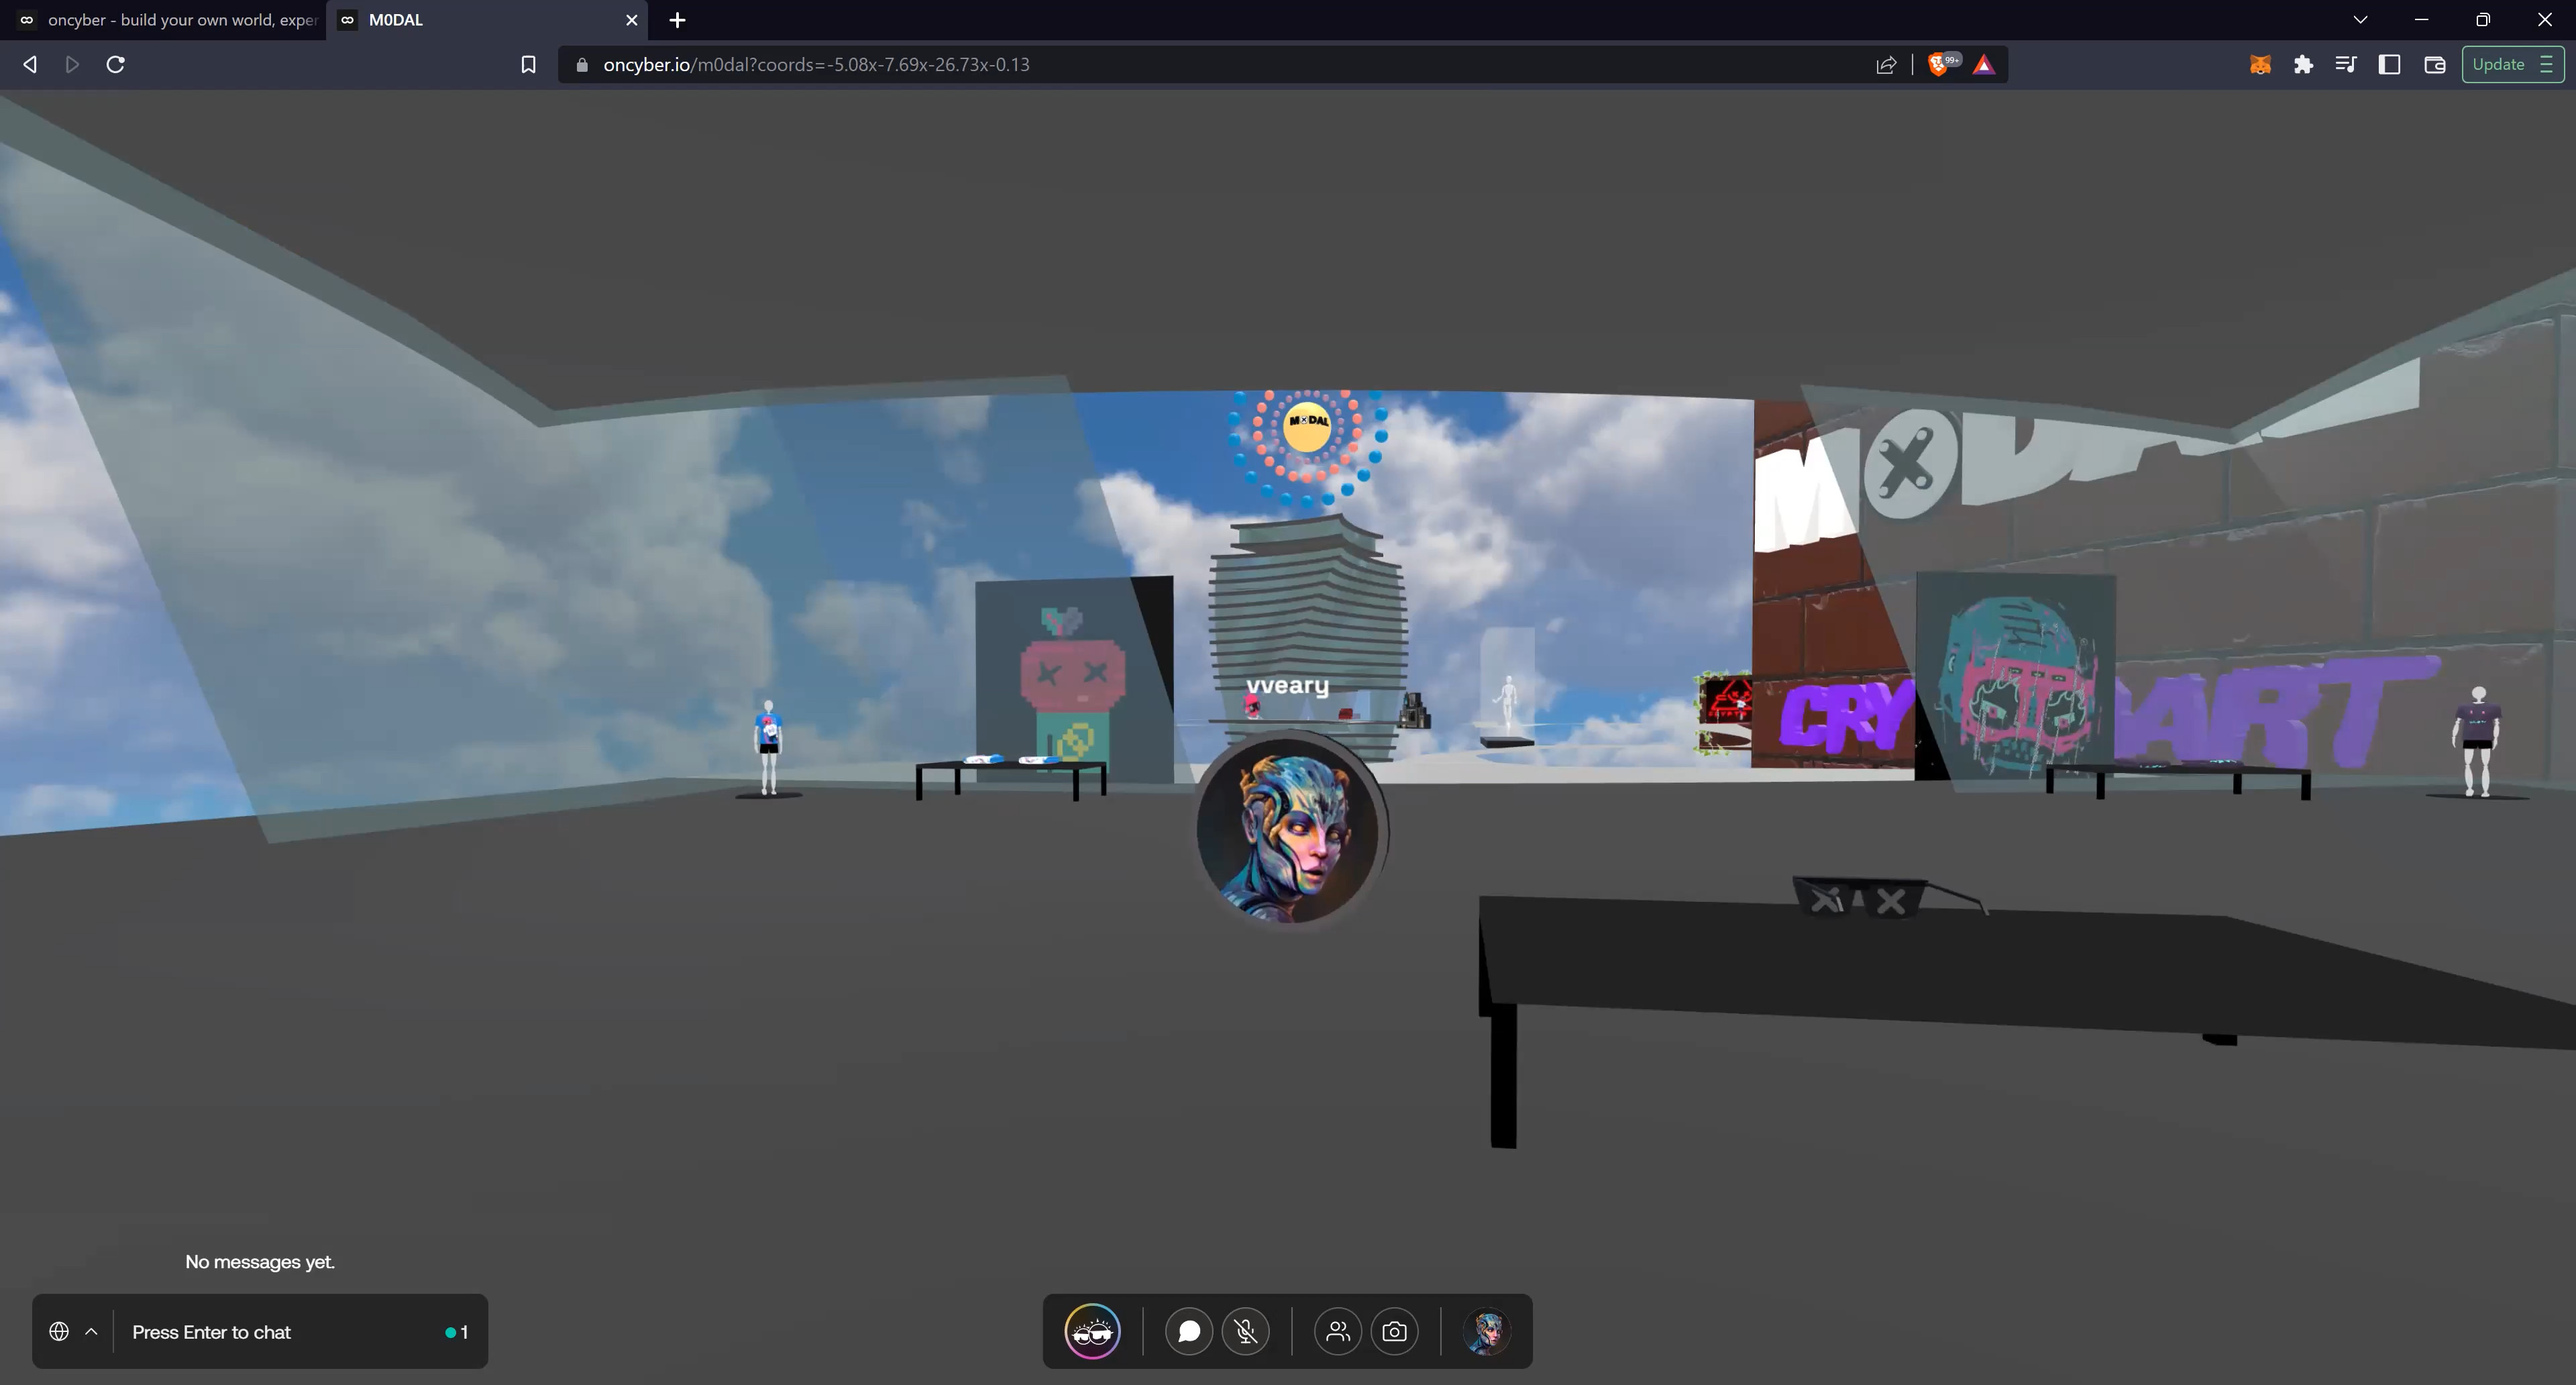 oncyber - build your own world, exper
M0DAL
oncyber.io/m0dal?coords=-5.08x-7.69x-26.73x-0.13
99+
Update
M0DAL
vveary
CRY
ART
No messages yet.
Press Enter to chat
1